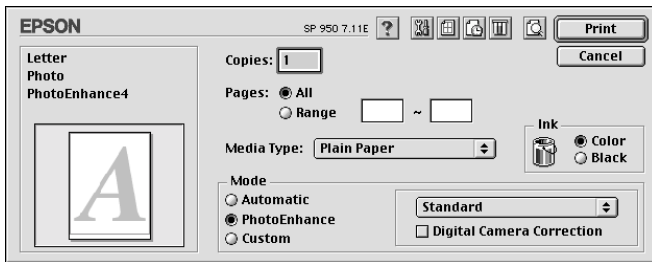 EPSON
SP 950 7.11E ?
Print
Cancel
Letter
Photo
PhotoEnhance4
A
Copies: 1
Pages: All
Range ~
Media Type: Plain Paper
Ink
Color
Black
Mode
Automatic
PhotoEnhance
Custom
Standard
Digital Camera Correction